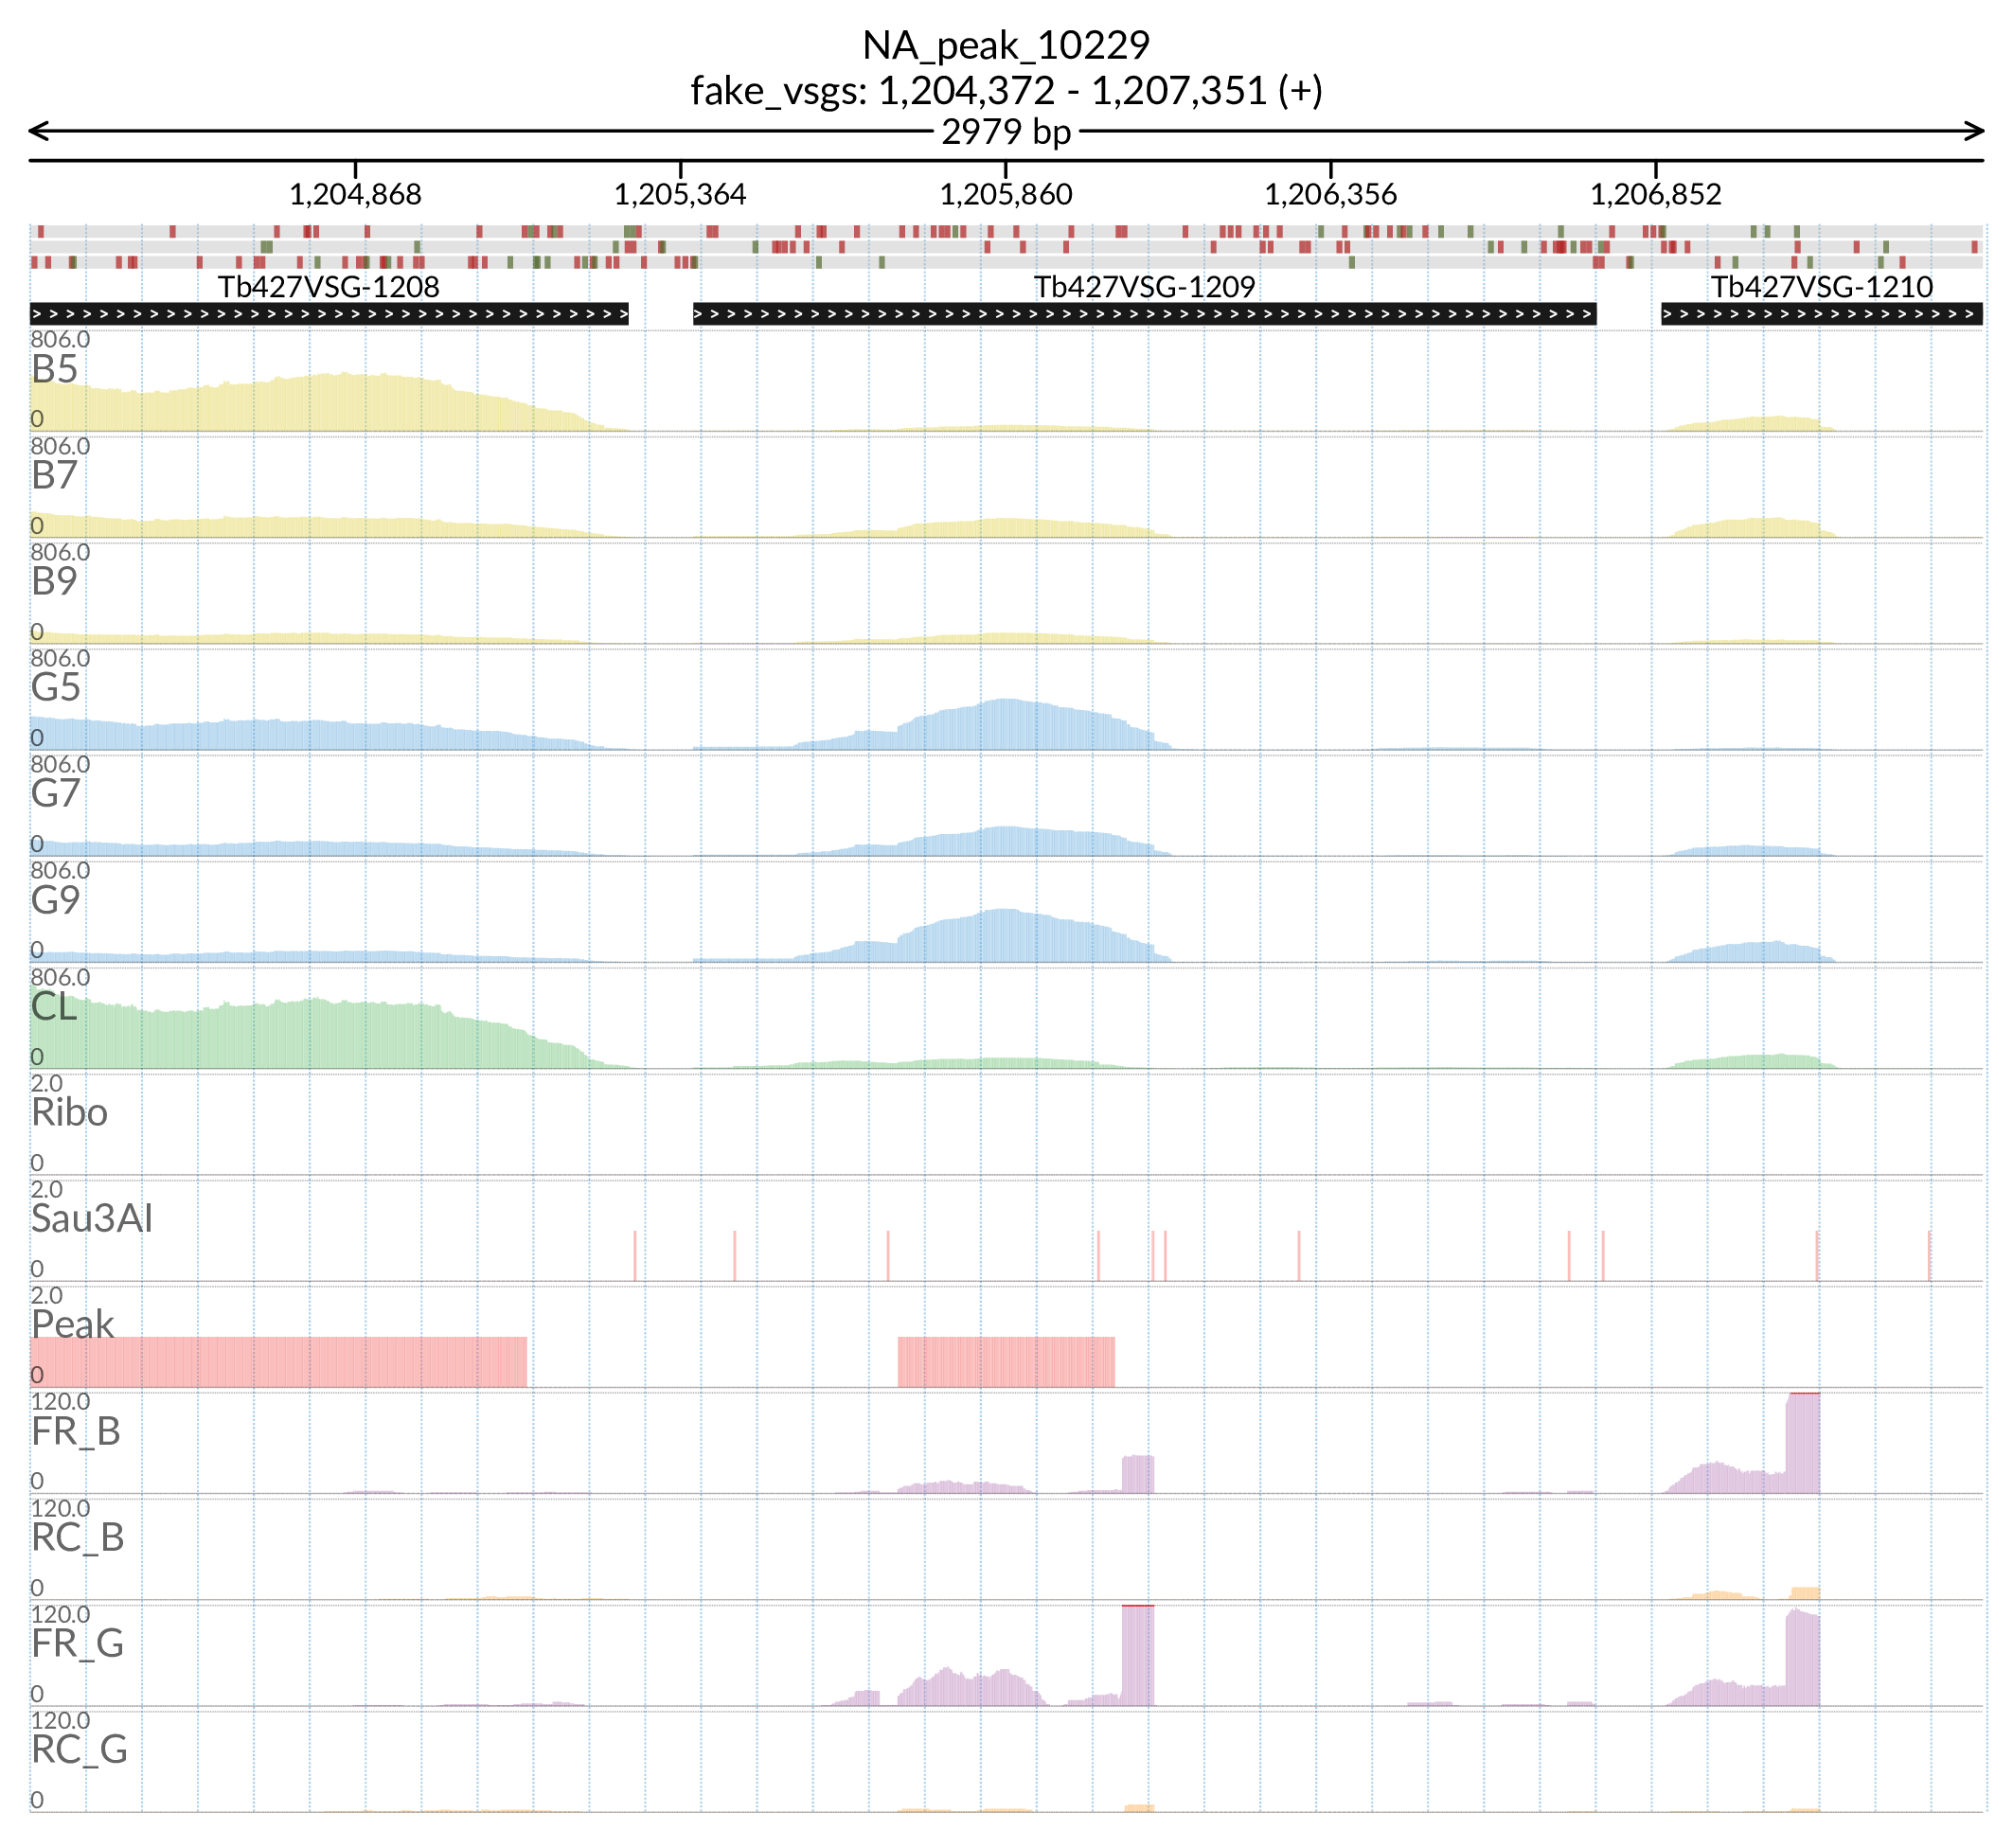 NA_peak_10229
fake_vsgs: 1,204,372 - 1,207,351 (+)
2979 bp
1,204,868 1,205,364 1,205,860 1,206,356 1,206,852
Tb427VSG-1208 Tb427VSG-1209 Tb427VSG-1210
806.0
B5
0
806.0
B7
0
806.0
B9
0
806.0
G5
0
806.0
G7
0
806.0
G9
0
806.0
CL
0
2.0
Ribo
0
2.0
Sau3AI
0
2.0
Peak
0
120.0
FR_B
0
120.0
RC_B
0
120.0
FR_G
0
120.0
RC_G
0